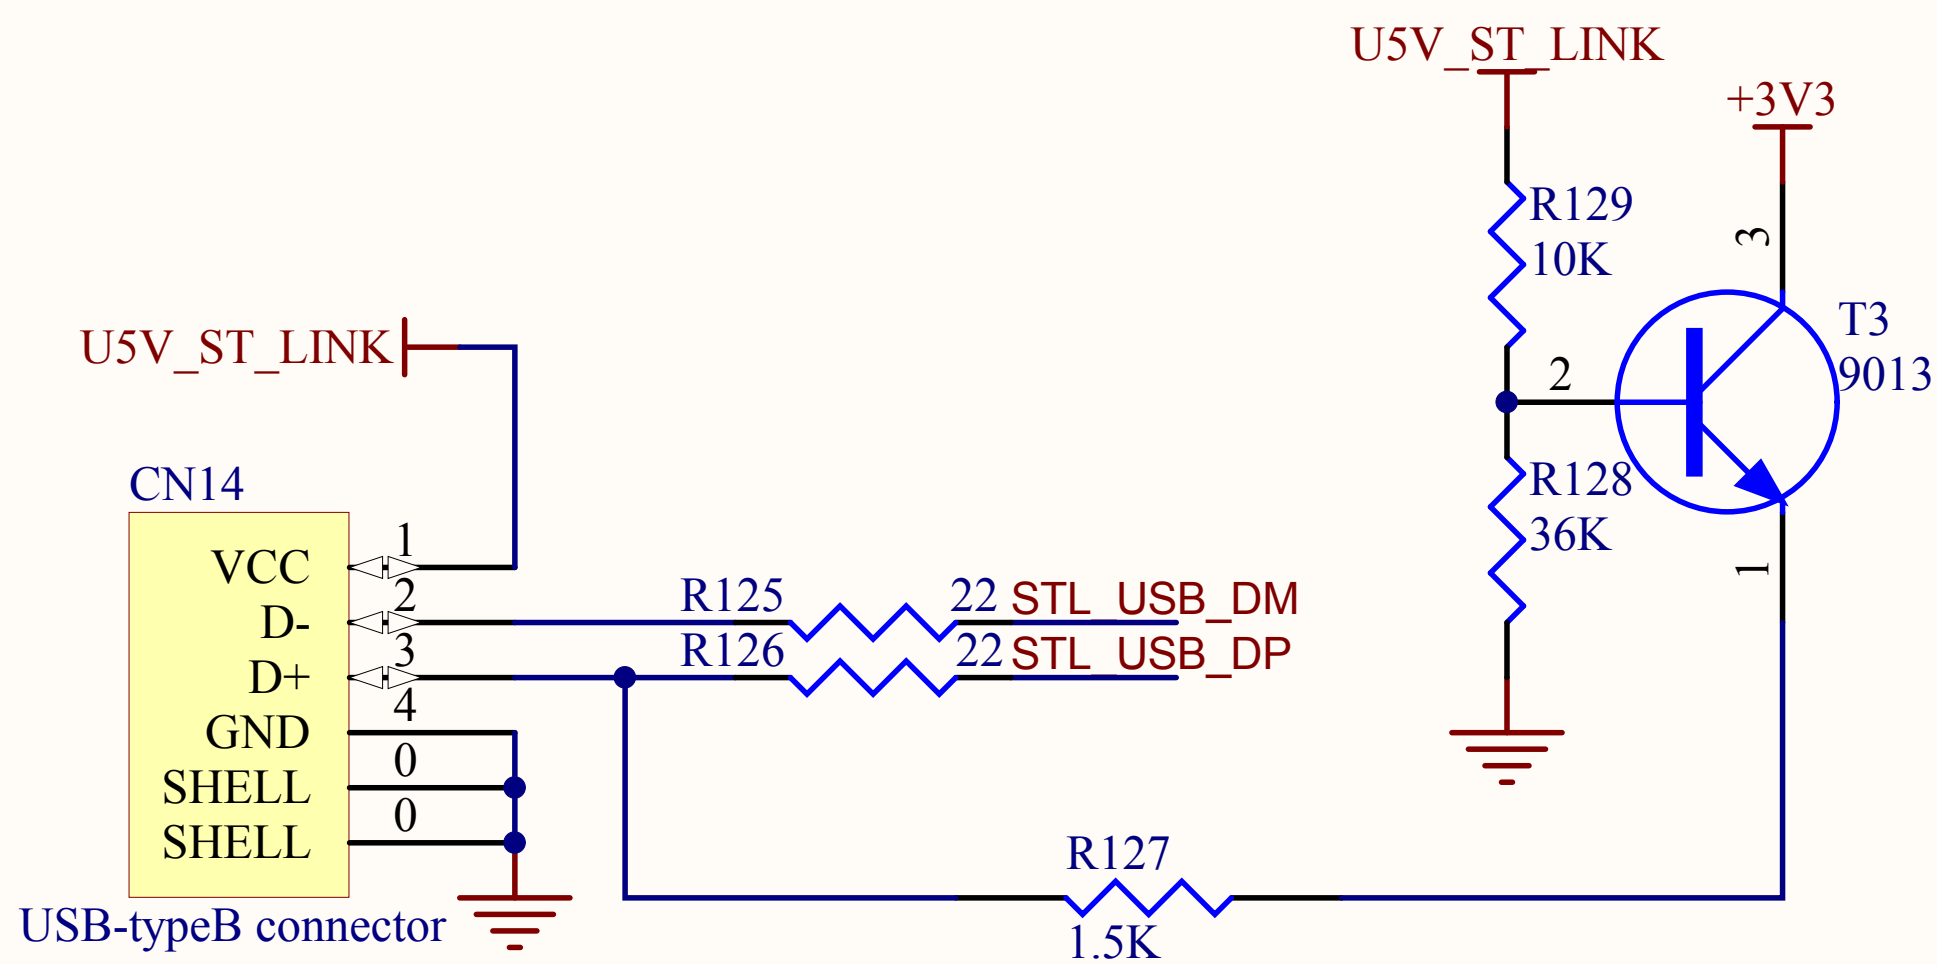 U5V_ST_LINK
+3V3
R129
10K
3
T3
9013
2
R128
36K
1
U5V_ST_LINK
CN14
VCC
1
D-
2
D+
3
GND
4
SHELL
0
SHELL
0
USB-typeB connector
R125
22
STL_USB_DM
R126
22
STL_USB_DP
R127
1.5K